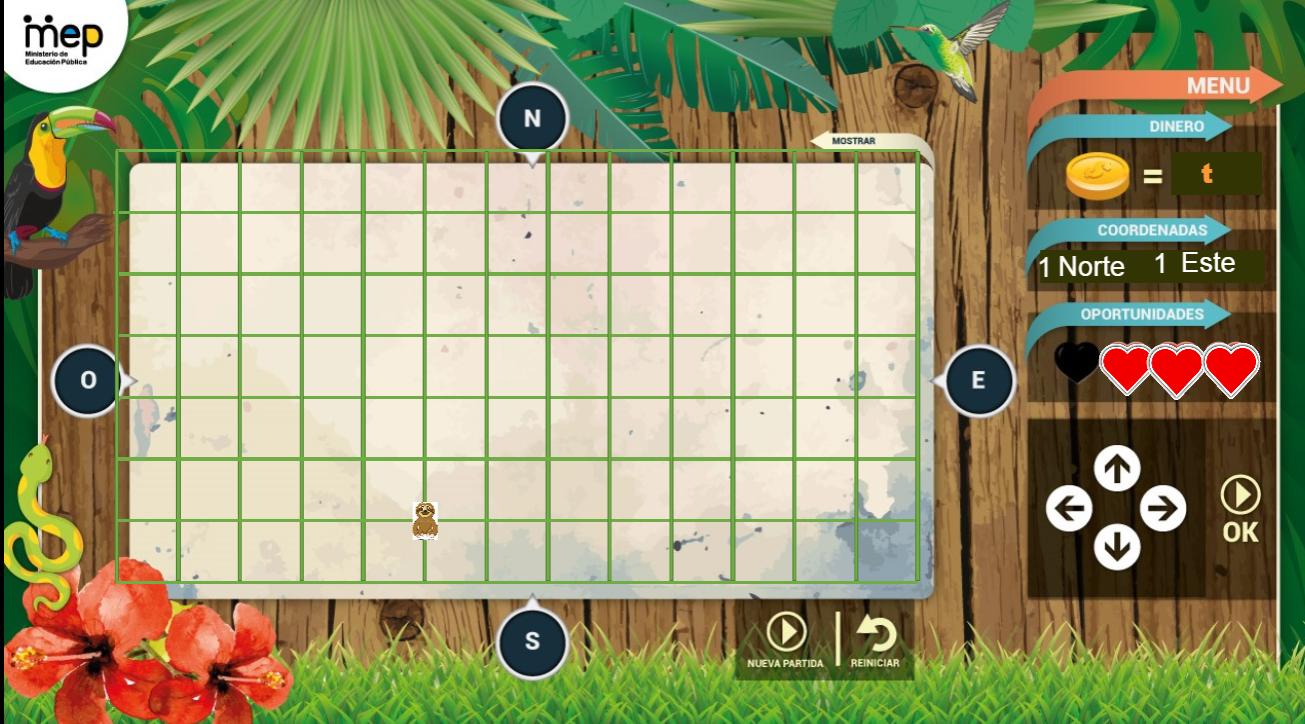 mep
Ministerio de
Educación Pública
N
MOSTRAR
MENU
DINERO
= t
COORDENADAS
1 Norte 1 Este
OPORTUNIDADES
O
E
OK
S
NUEVA PARTIDA
REINICIAR